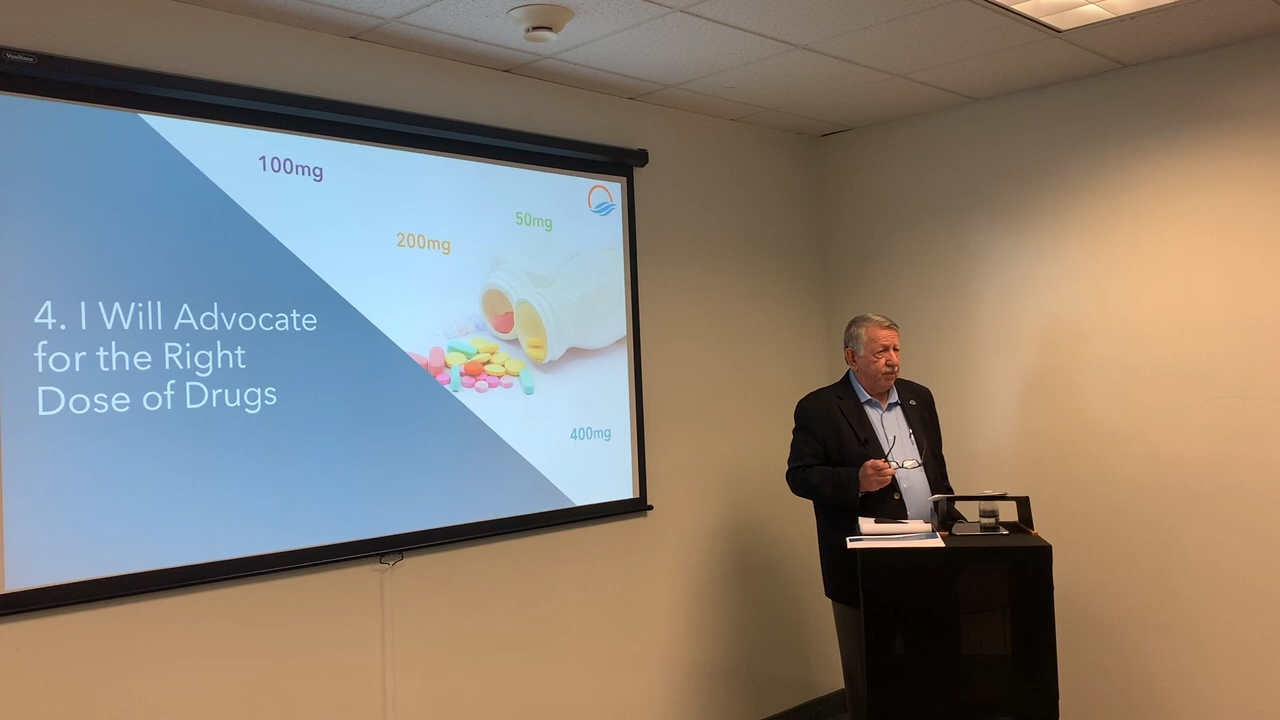 100mg
50mg
200mg
4. I Will Advocate
for the Right
Dose of Drugs
400mg